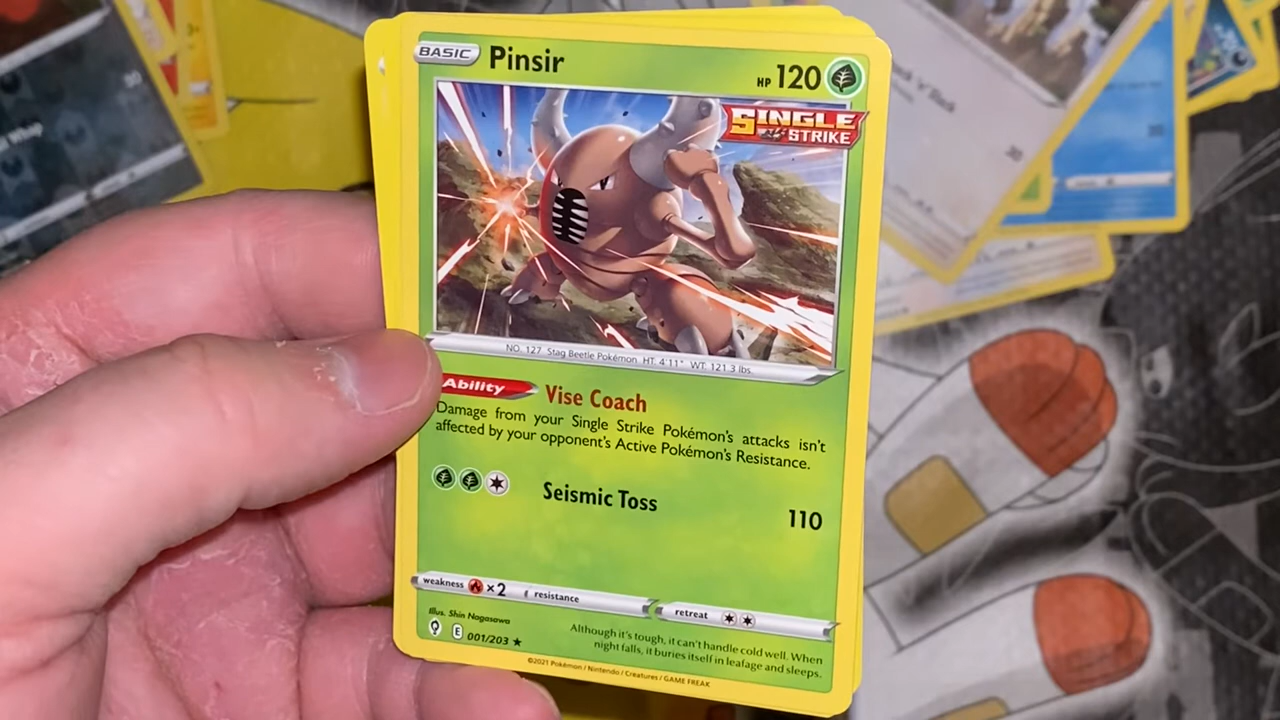 BASIC Pinsir HP 120
SINGLE
STRIKE
NO. 127 Stag Beetle Pokémon HT: 4'11" WT: 121.3 lbs.
Ability Vise Coach
Damage from your Single Strike Pokémon's attacks isn't
affected by your opponent's Active Pokémon's Resistance.
Seismic Toss 110
weakness ×2 resistance retreat
Illus. Shin Nagasawa
E 001/203 ★
Although it's tough, it can't handle cold well. When
night falls, it buries itself in leafage and sleeps.
©2021 Pokémon / Nintendo / Creatures / GAME FREAK
30